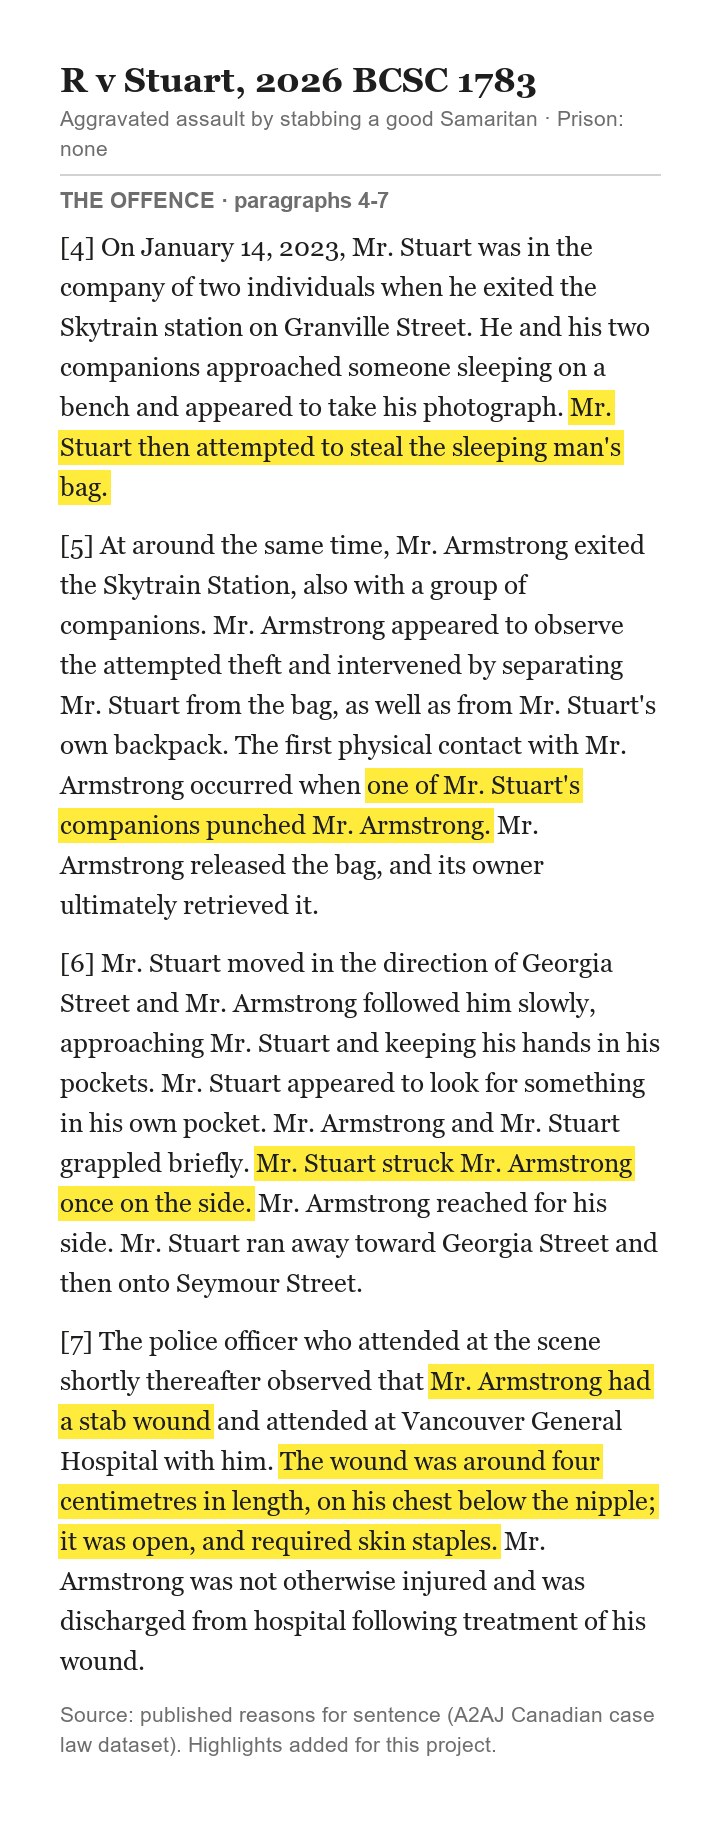 R v Stuart, 2026 BCSC 1783
Aggravated assault by stabbing a good Samaritan · Prison:
none
THE OFFENCE · paragraphs 4-7
[4] On January 14, 2023, Mr. Stuart was in the
company of two individuals when he exited the
Skytrain station on Granville Street. He and his two
companions approached someone sleeping on a
bench and appeared to take his photograph. Mr.
Stuart then attempted to steal the sleeping man's
bag.
[5] At around the same time, Mr. Armstrong exited
the Skytrain Station, also with a group of
companions. Mr. Armstrong appeared to observe
the attempted theft and intervened by separating
Mr. Stuart from the bag, as well as from Mr. Stuart's
own backpack. The first physical contact with Mr.
Armstrong occurred when one of Mr. Stuart's
companions punched Mr. Armstrong. Mr.
Armstrong released the bag, and its owner
ultimately retrieved it.
[6] Mr. Stuart moved in the direction of Georgia
Street and Mr. Armstrong followed him slowly,
approaching Mr. Stuart and keeping his hands in his
pockets. Mr. Stuart appeared to look for something
in his own pocket. Mr. Armstrong and Mr. Stuart
grappled briefly. Mr. Stuart struck Mr. Armstrong
once on the side. Mr. Armstrong reached for his
side. Mr. Stuart ran away toward Georgia Street and
then onto Seymour Street.
[7] The police officer who attended at the scene
shortly thereafter observed that Mr. Armstrong had
a stab wound and attended at Vancouver General
Hospital with him. The wound was around four
centimetres in length, on his chest below the nipple;
it was open, and required skin staples. Mr.
Armstrong was not otherwise injured and was
discharged from hospital following treatment of his
wound.
Source: published reasons for sentence (A2AJ Canadian case
law dataset). Highlights added for this project.